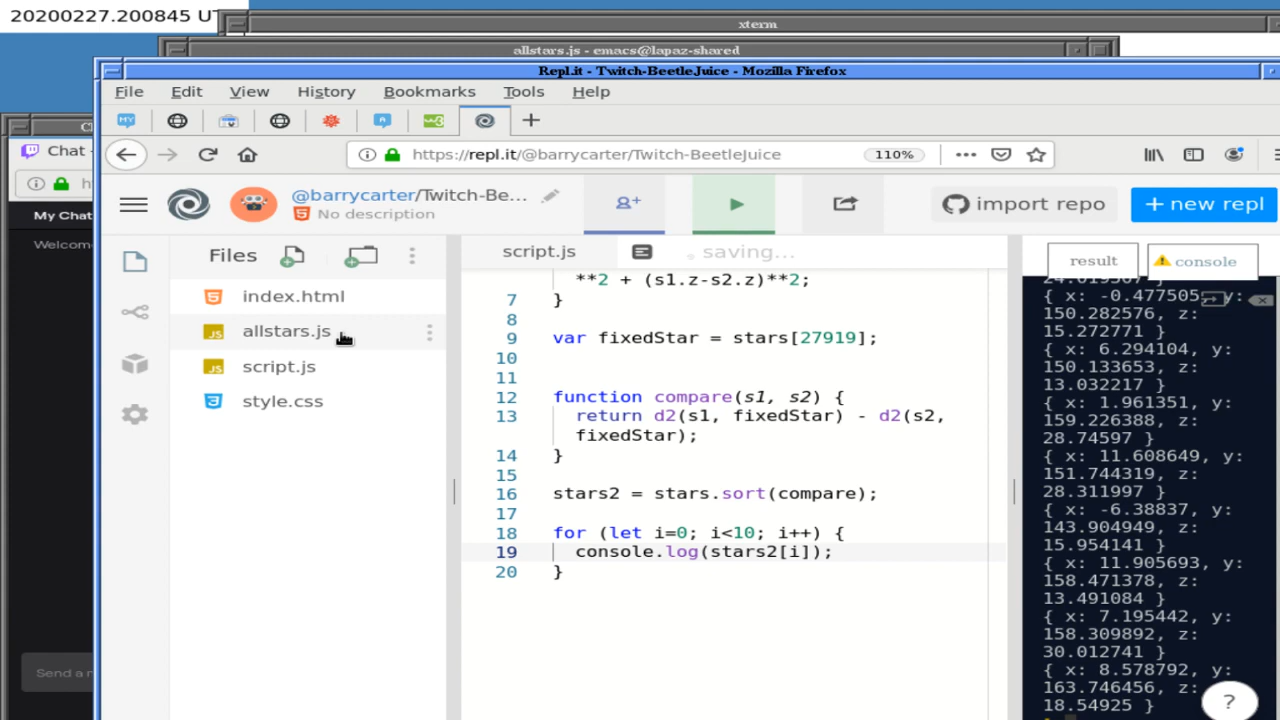 20200227.200845 U
xterm
allstars.js - emacs@lapaz-shared
Repl.it - Twitch-BeetleJuice - Mozilla Firefox
File Edit View History Bookmarks Tools Help
https://repl.it/@barrycarter/Twitch-BeetleJuice 110%
Chat -
My Chat
Welcom
Send a
@barrycarter/Twitch-Be...
No description
import repo
+ new repl
Files
index.html
allstars.js
script.js
style.css
script.js
saving...
**2 + (s1.z-s2.z)**2;
7 }
8
9 var fixedStar = stars[27919];
10
11
12 function compare(s1, s2) {
13 return d2(s1, fixedStar) - d2(s2,
fixedStar);
14 }
15
16 stars2 = stars.sort(compare);
17
18 for (let i=0; i<10; i++) {
19 console.log(stars2[i]);
20 }
result
console
{ x: -0.477505, y:
150.282576, z:
15.272771 }
{ x: 6.294104, y:
150.133653, z:
13.032217 }
{ x: 1.961351, y:
159.226388, z:
28.74597 }
{ x: 11.608649, y:
151.744319, z:
28.311997 }
{ x: -6.38837, y:
143.904949, z:
15.954141 }
{ x: 11.905693, y:
158.471378, z:
13.491084 }
{ x: 7.195442, y:
158.309892, z:
30.012741 }
{ x: 8.578792, y:
163.746456, z:
18.54925 }
?